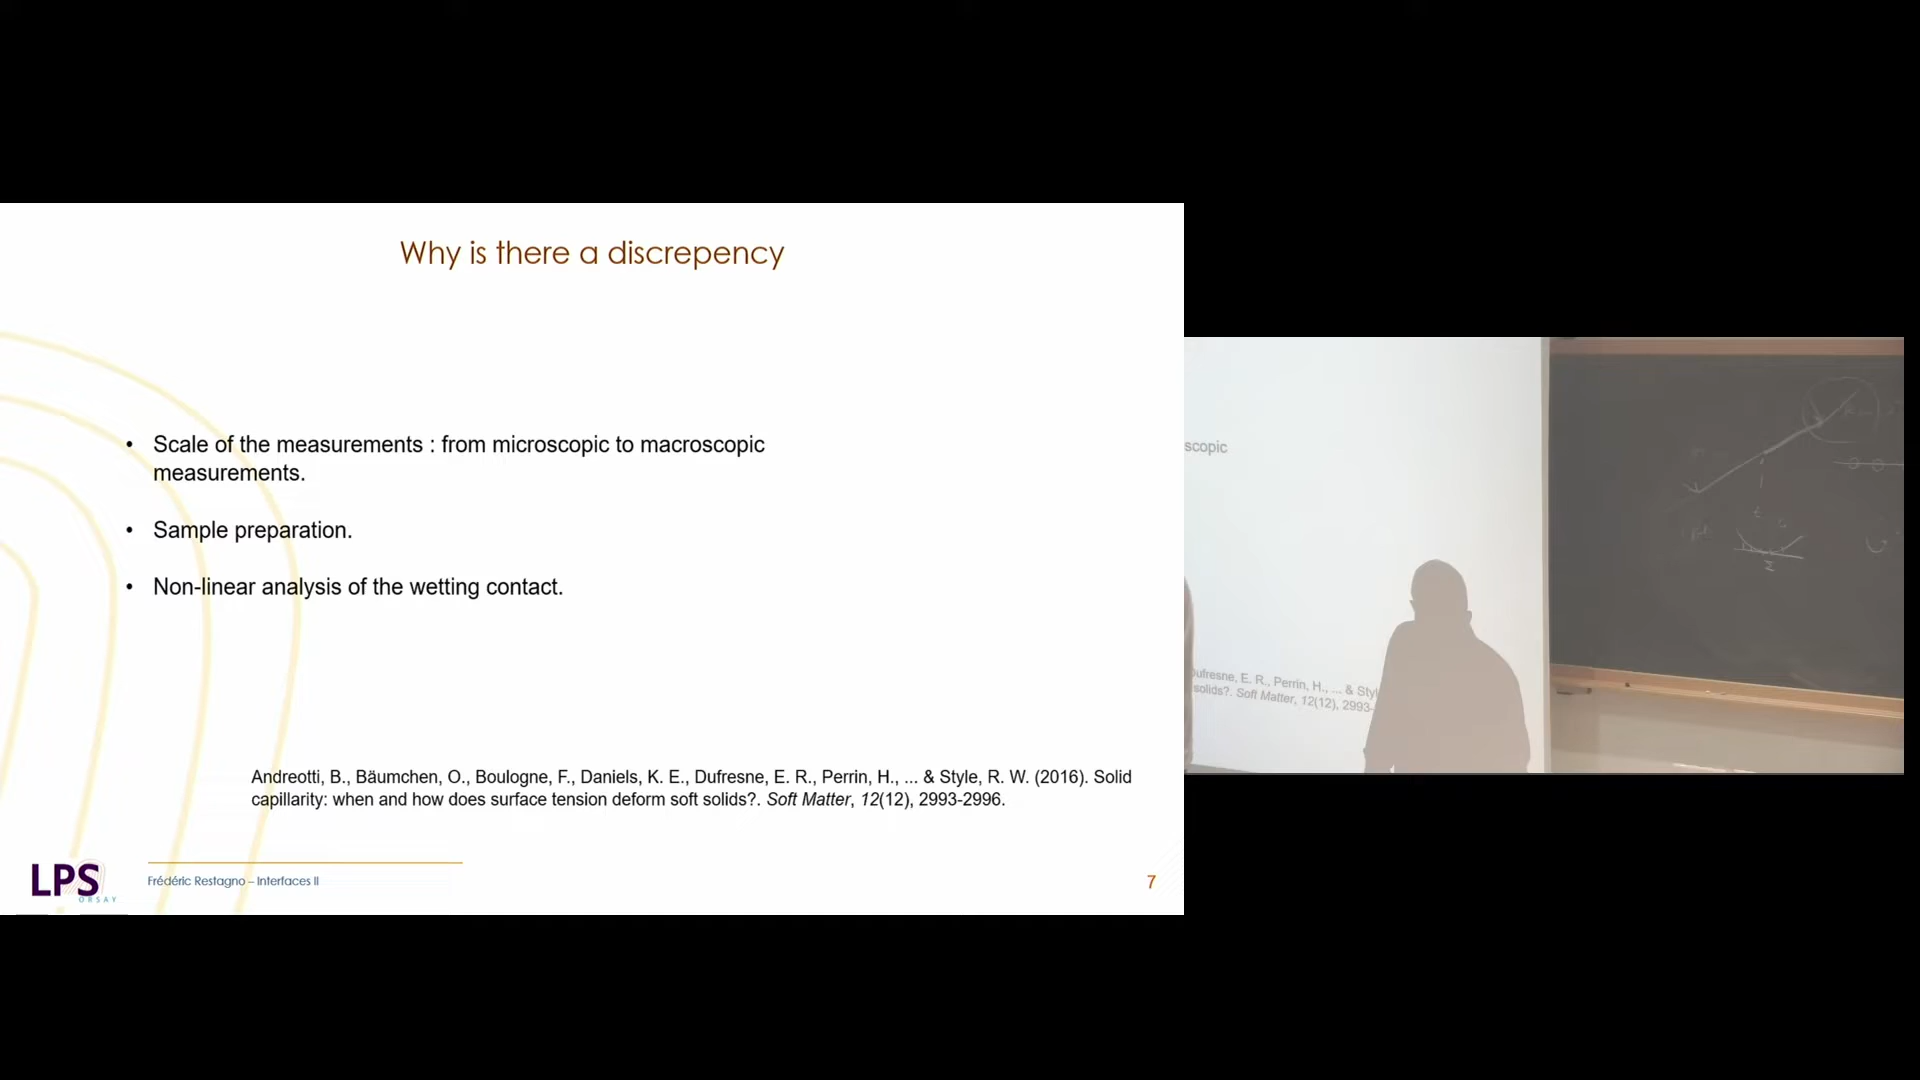 Why is there a discrepency
• Scale of the measurements : from microscopic to macroscopic
measurements.
• Sample preparation.
• Non-linear analysis of the wetting contact.
Andreotti, B., Bäumchen, O., Boulogne, F., Daniels, K. E., Dufresne, E. R., Perrin, H., ... & Style, R. W. (2016). Solid
capillarity: when and how does surface tension deform soft solids?. Soft Matter, 12(12), 2993-2996.
LPS
ORSAY
Frédéric Restagno – Interfaces II
7
scopic
Dufresne, E. R., Perrin, H., ... & Styl
solids?. Soft Matter, 12(12), 2993-